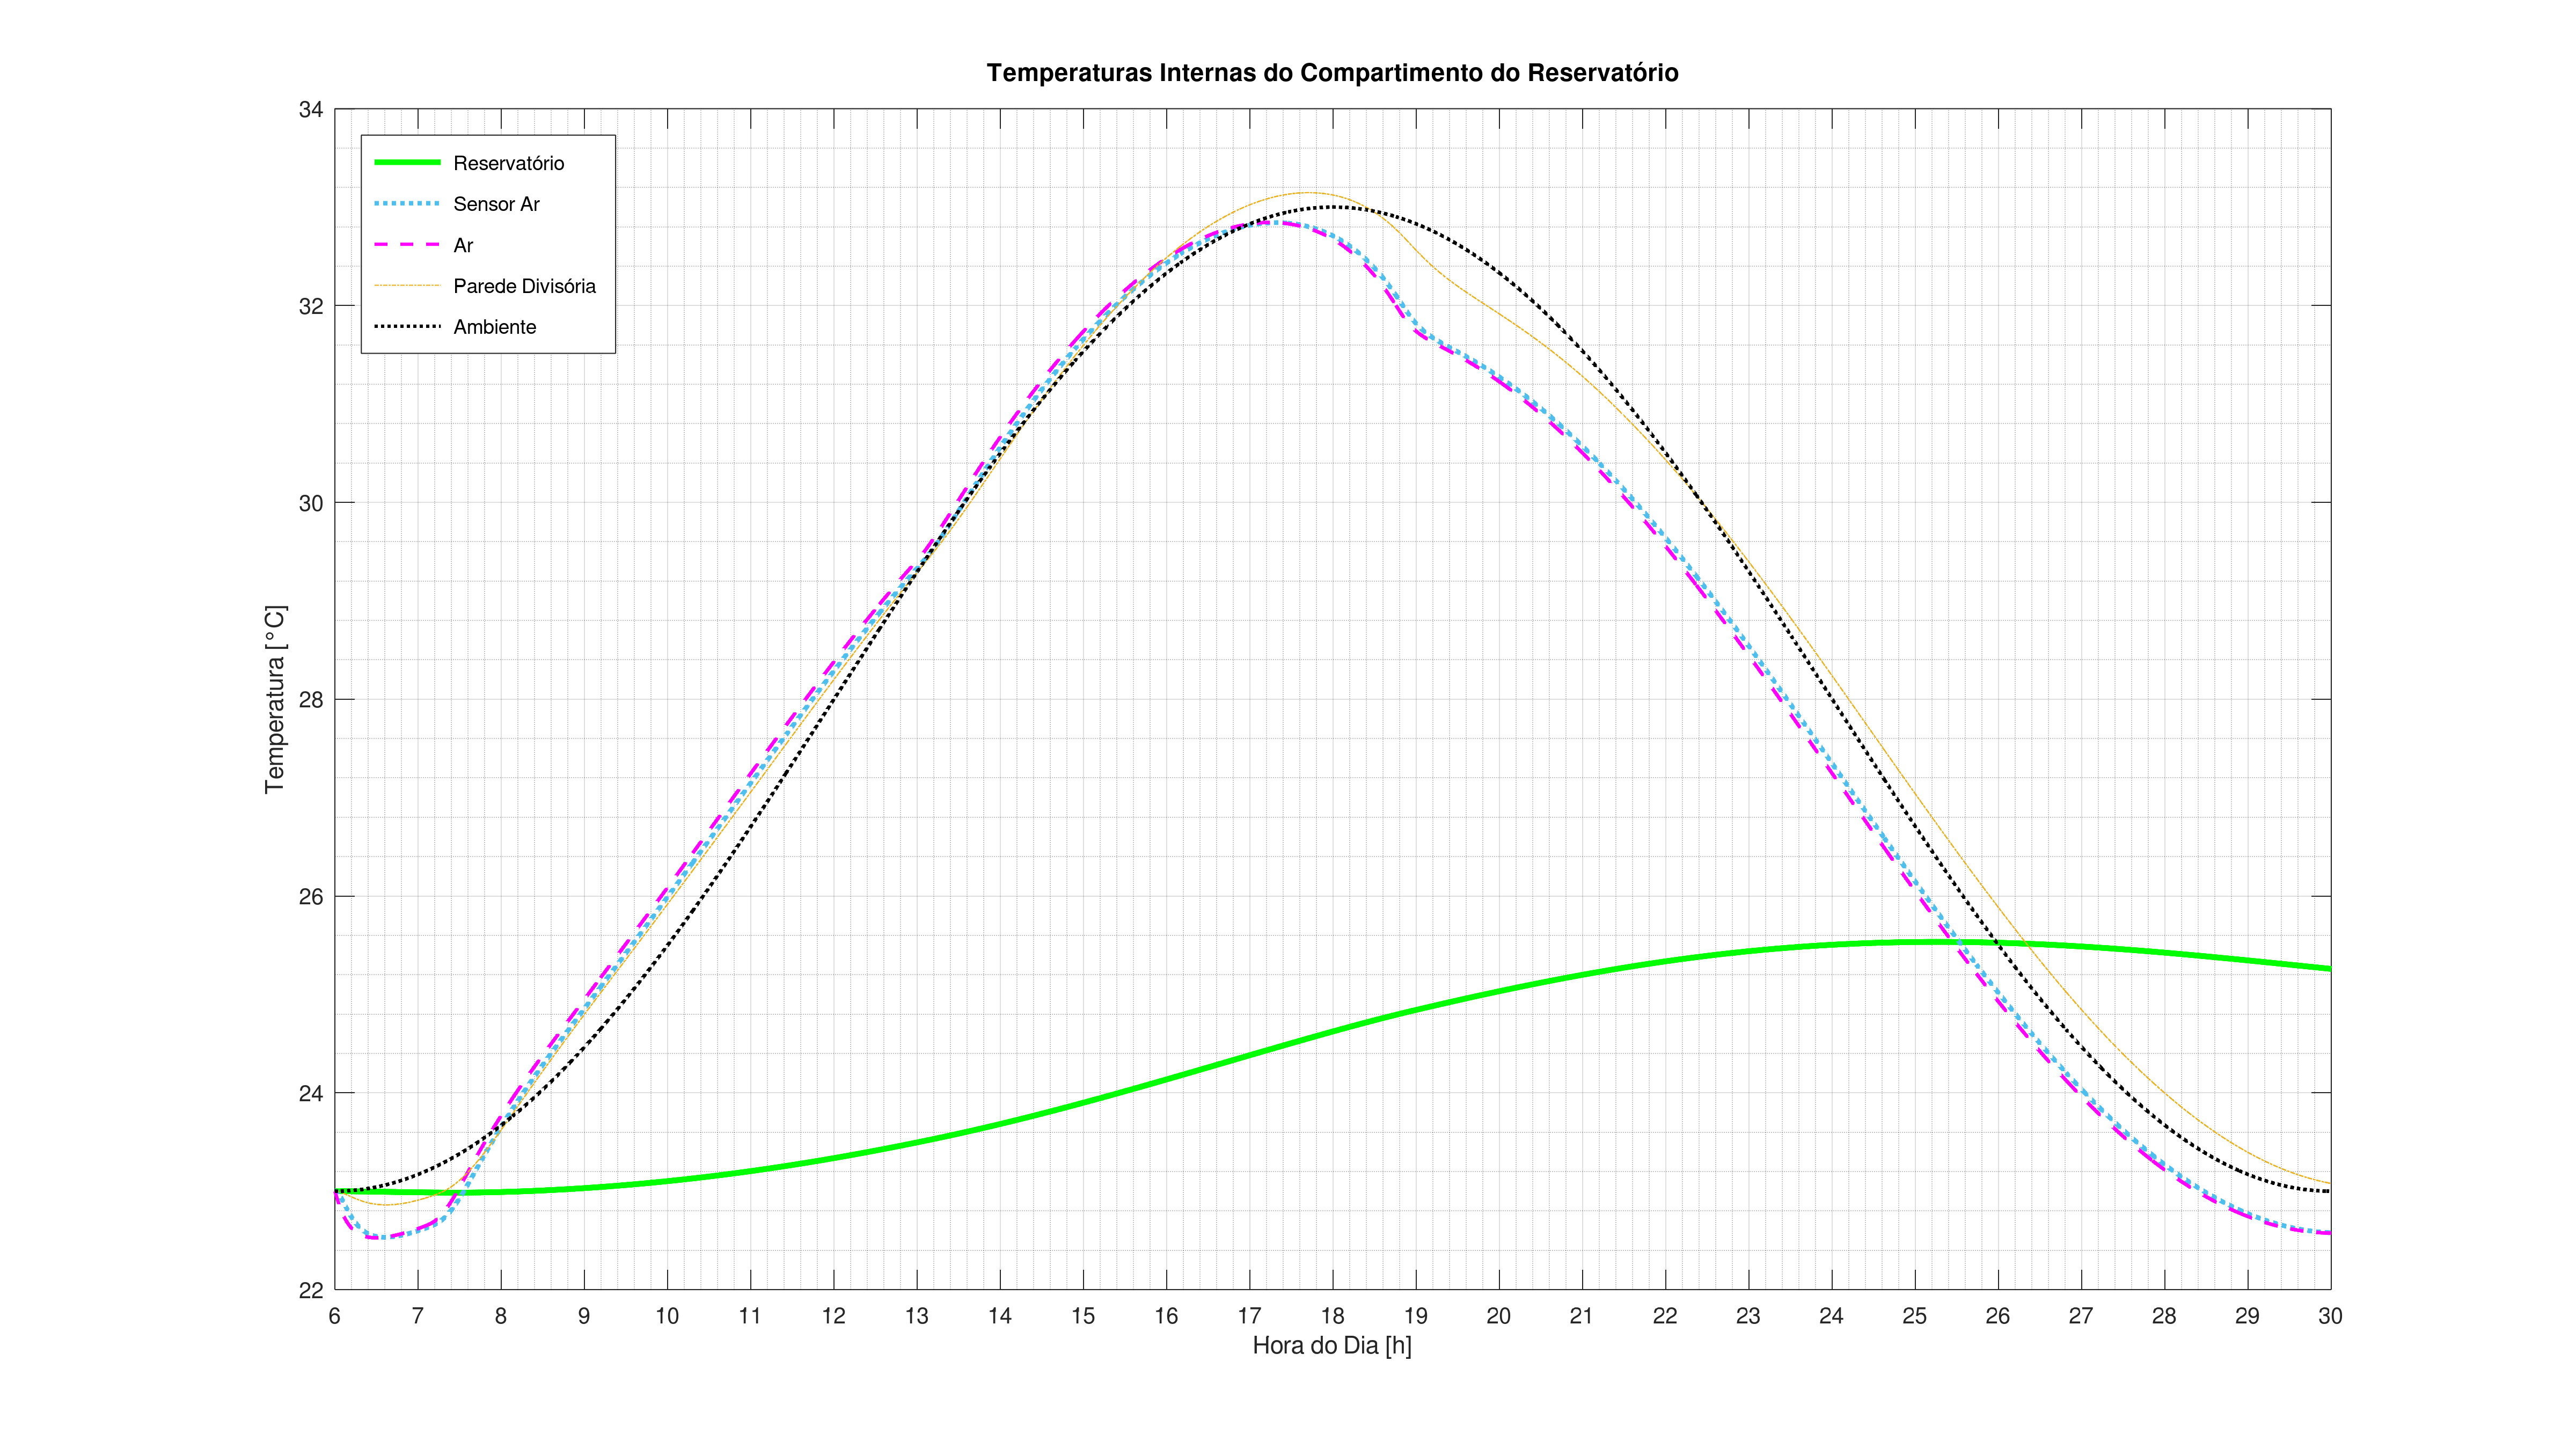 Temperaturas Internas do Compartimento do Reservatório
34
32
30
28
26
24
22
Temperatura [°C]
Reservatório
Sensor Ar
Ar
Parede Divisória
Ambiente
6 7 8 9 10 11 12 13 14 15 16 17 18 19 20 21 22 23 24 25 26 27 28 29 30
Hora do Dia [h]